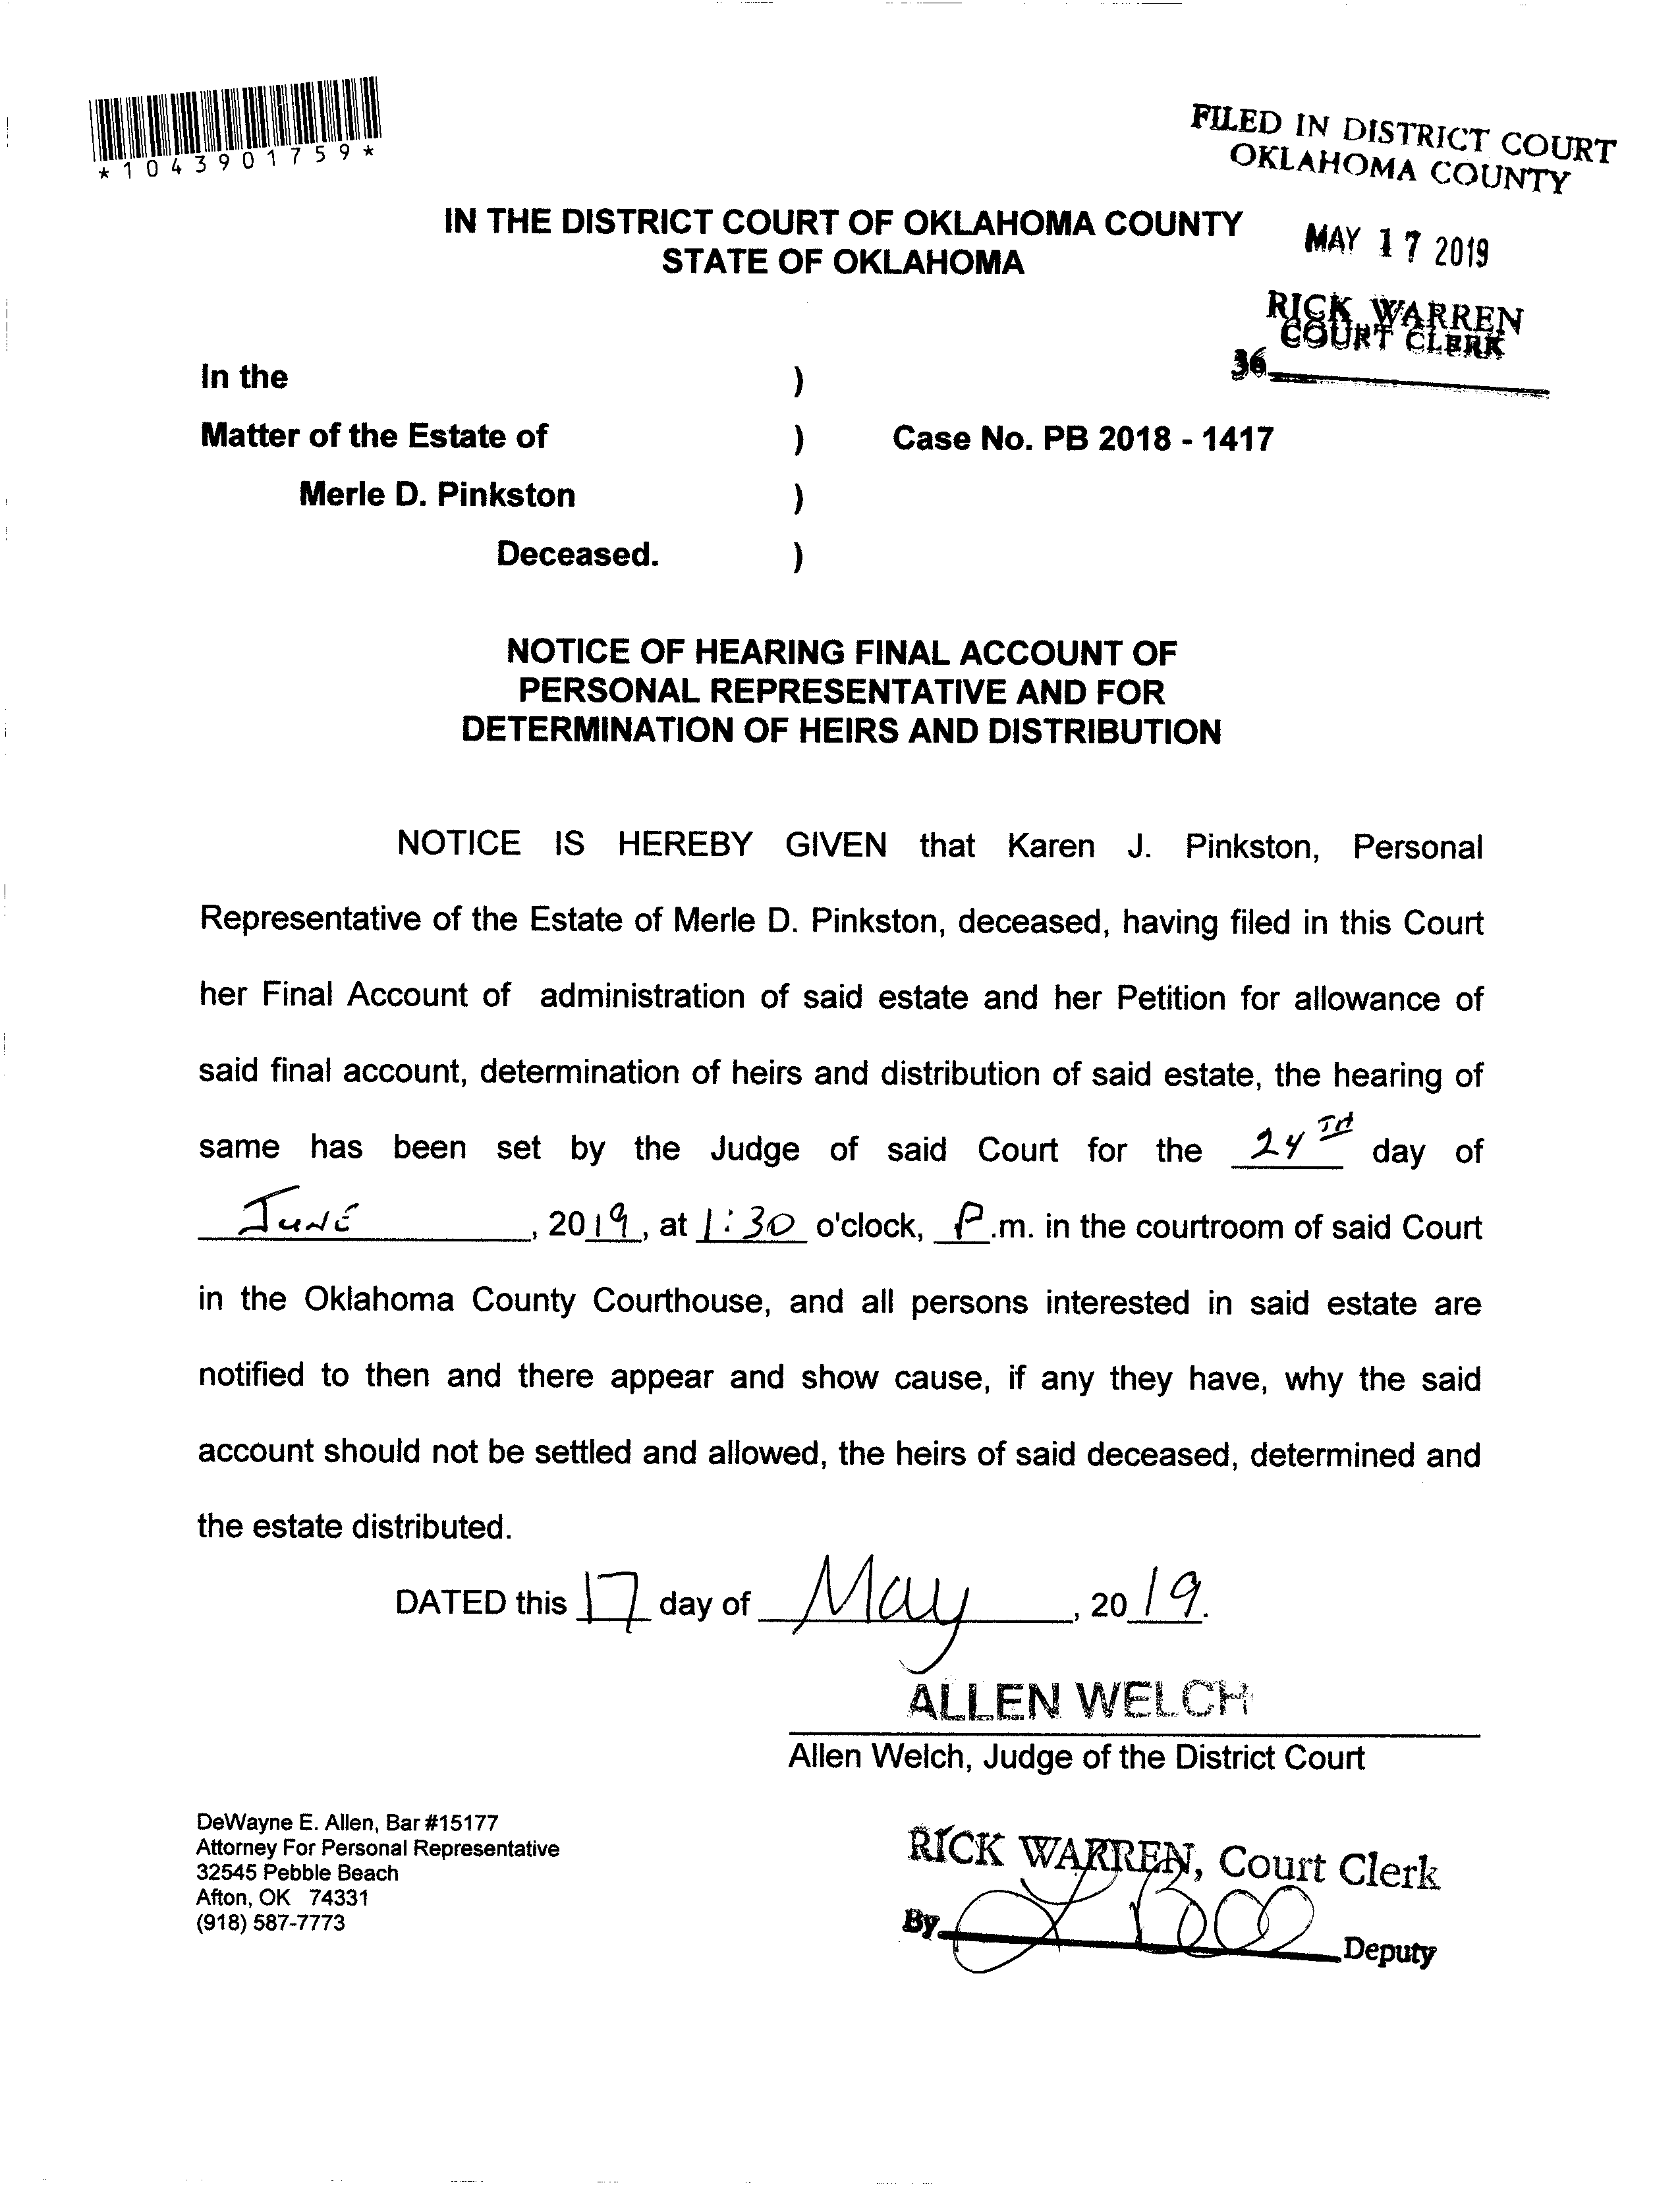 *1043901759*
FILED IN DISTRICT COURT
OKLAHOMA COUNTY
MAY 17 2019
RICK WARREN
COURT CLERK
36
IN THE DISTRICT COURT OF OKLAHOMA COUNTY
STATE OF OKLAHOMA
In the )
Matter of the Estate of ) Case No. PB 2018 - 1417
Merle D. Pinkston )
Deceased. )
NOTICE OF HEARING FINAL ACCOUNT OF
PERSONAL REPRESENTATIVE AND FOR
DETERMINATION OF HEIRS AND DISTRIBUTION
NOTICE IS HEREBY GIVEN that Karen J. Pinkston, Personal
Representative of the Estate of Merle D. Pinkston, deceased, having filed in this Court
her Final Account of administration of said estate and her Petition for allowance of
said final account, determination of heirs and distribution of said estate, the hearing of
same has been set by the Judge of said Court for the 24TH day of
JUNE, 2019, at 1:30 o'clock, P.m. in the courtroom of said Court
in the Oklahoma County Courthouse, and all persons interested in said estate are
notified to then and there appear and show cause, if any they have, why the said
account should not be settled and allowed, the heirs of said deceased, determined and
the estate distributed.
DATED this 17 day of May, 2019.
ALLEN WELCH
Allen Welch, Judge of the District Court
DeWayne E. Allen, Bar #15177
Attorney For Personal Representative
32545 Pebble Beach
Afton, OK 74331
(918) 587-7773
RICK WARREN, Court Clerk
By Deputy